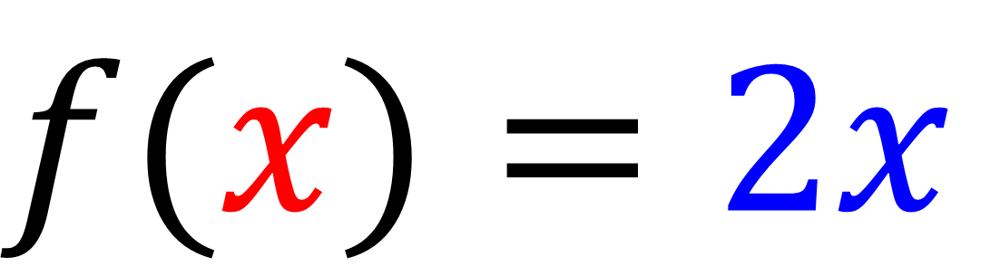 f(x) = 2x